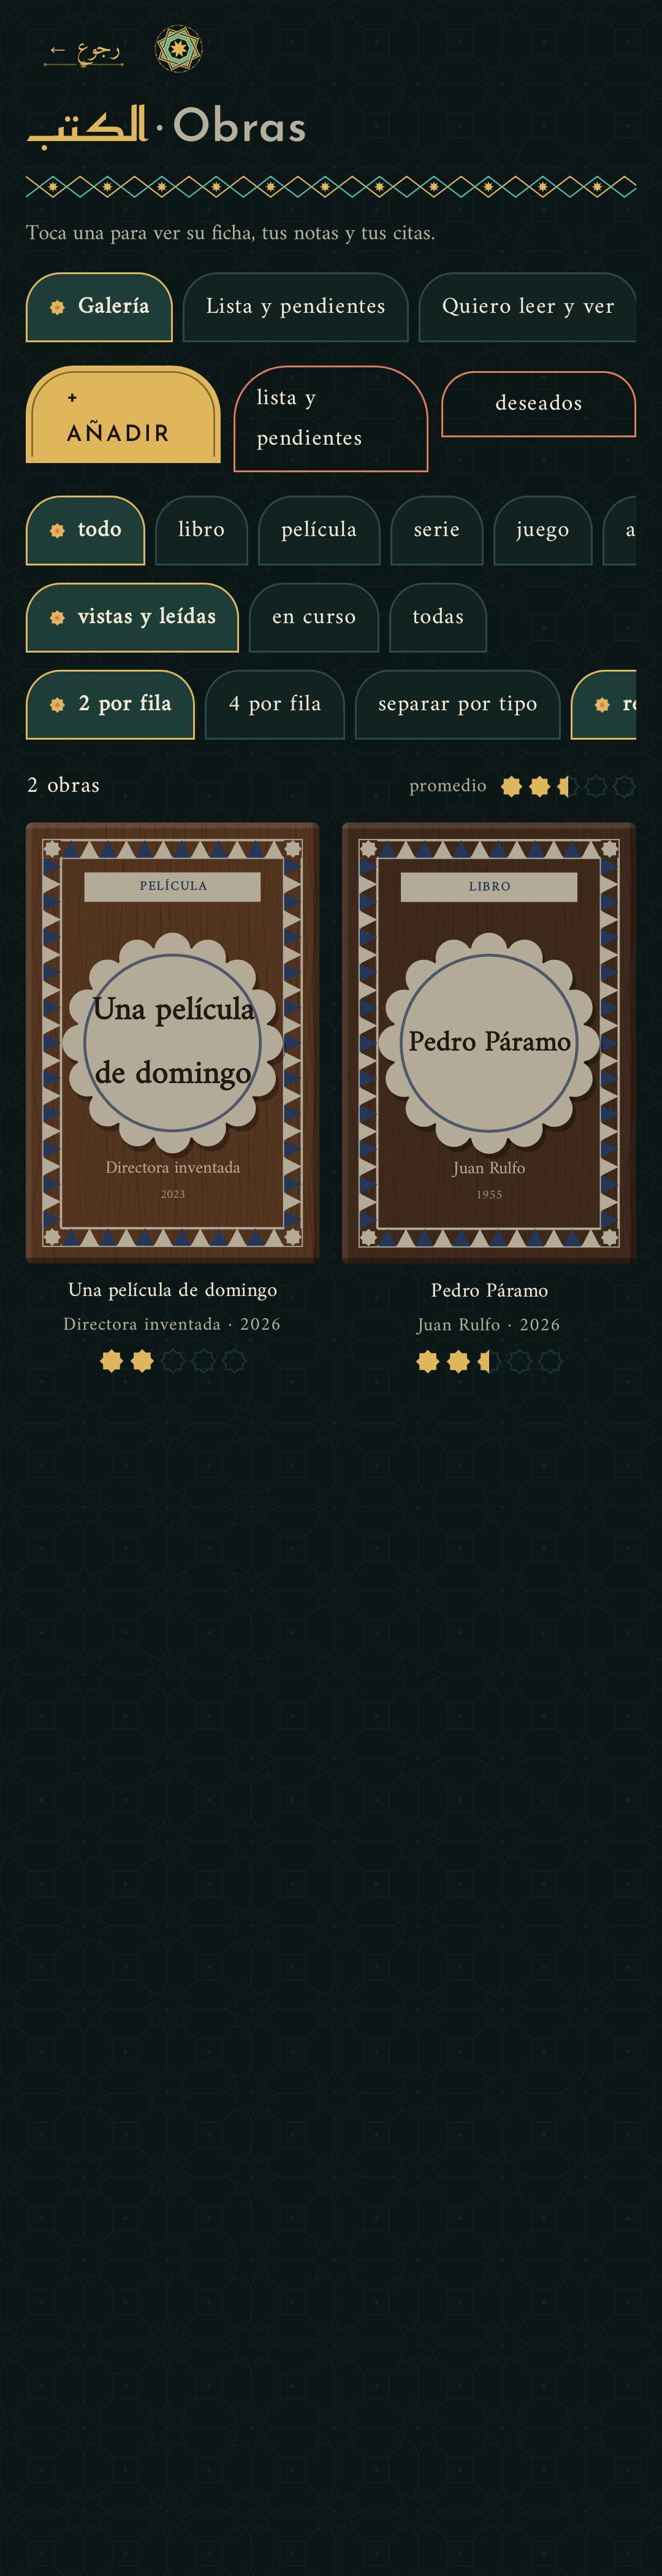 ← رجوع
الكتب · Obras
Toca una para ver su ficha, tus notas y tus citas.
Galería Lista y pendientes Quiero leer y ver
+ AÑADIR
lista y pendientes
deseados
todo libro película serie juego a
vistas y leídas en curso todas
2 por fila 4 por fila separar por tipo re
2 obras promedio
PELÍCULA
Una película
de domingo
Directora inventada
2023
LIBRO
Pedro Páramo
Juan Rulfo
1955
Una película de domingo
Directora inventada · 2026
Pedro Páramo
Juan Rulfo · 2026